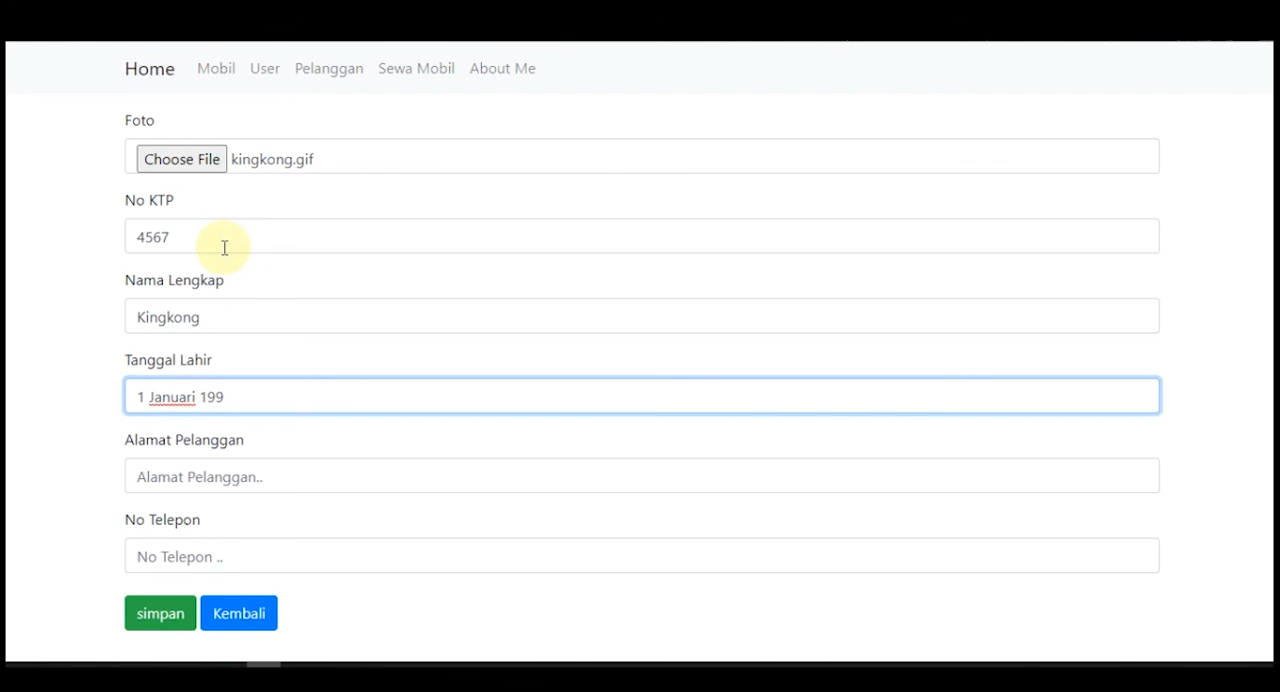 Home Mobil User Pelanggan Sewa Mobil About Me
Foto
Choose File kingkong.gif
No KTP
4567
Nama Lengkap
Kingkong
Tanggal Lahir
1 Januari 199
Alamat Pelanggan
Alamat Pelanggan..
No Telepon
No Telepon ..
simpan Kembali